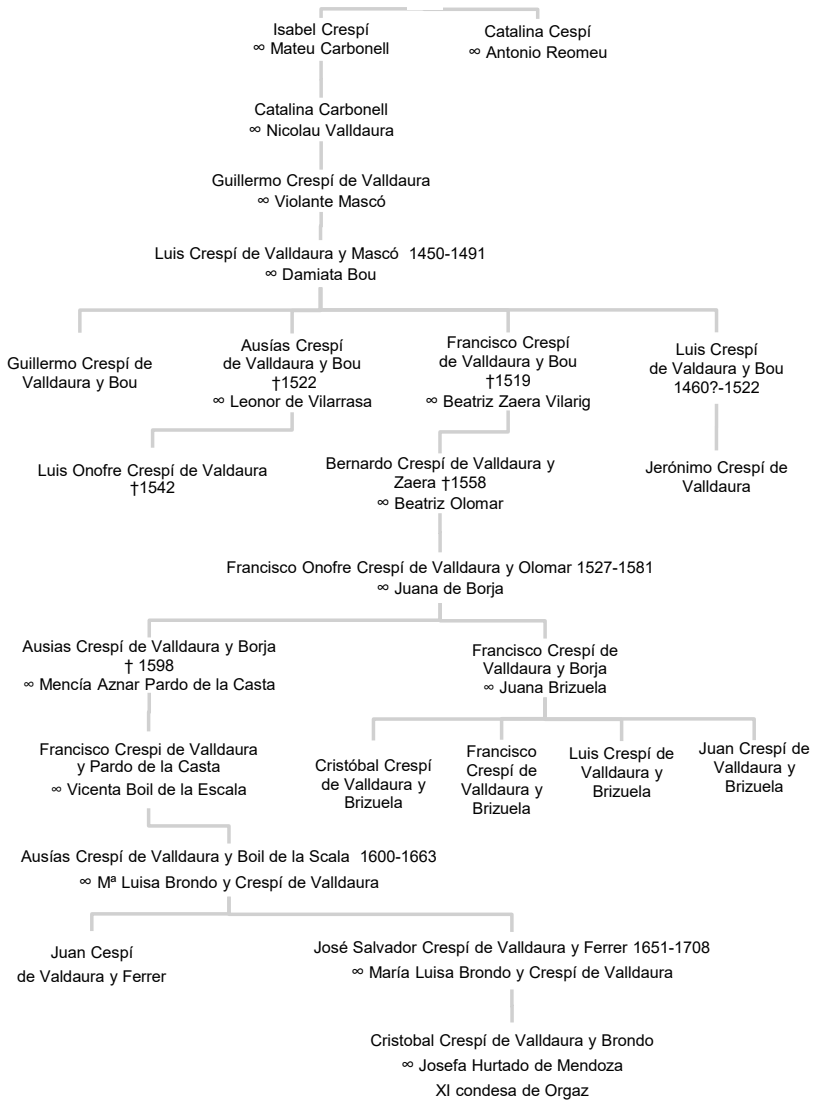 Isabel Crespí
∞ Mateu Carbonell
Catalina Cespí
∞ Antonio Reomeu
Catalina Carbonell
∞ Nicolau Valldaura
Guillermo Crespí de Valldaura
∞ Violante Mascó
Luis Crespí de Valldaura y Mascó 1450-1491
∞ Damiata Bou
Guillermo Crespí de
Valldaura y Bou
Ausías Crespí
de Valldaura y Bou
†1522
∞ Leonor de Vilarrasa
Francisco Crespí
de Valldaura y Bou
†1519
∞ Beatriz Zaera Vilarig
Luis Crespí
de Valdaura y Bou
1460?-1522
Luis Onofre Crespí de Valdaura
†1542
Bernardo Crespí de Valldaura y
Zaera †1558
∞ Beatriz Olomar
Jerónimo Crespí de
Valldaura
Francisco Onofre Crespí de Valldaura y Olomar 1527-1581
∞ Juana de Borja
Ausias Crespí de Valldaura y Borja
† 1598
∞ Mencía Aznar Pardo de la Casta
Francisco Crespí de
Valldaura y Borja
∞ Juana Brizuela
Francisco Crespi de Valldaura
y Pardo de la Casta
∞ Vicenta Boil de la Escala
Cristóbal Crespí
de Valldaura y
Brizuela
Francisco
Crespí de
Valldaura y
Brizuela
Luis Crespí de
Valldaura y
Brizuela
Juan Crespí de
Valldaura y
Brizuela
Ausías Crespí de Valldaura y Boil de la Scala 1600-1663
∞ Mª Luisa Brondo y Crespí de Valldaura
Juan Cespí
de Valdaura y Ferrer
José Salvador Crespí de Valldaura y Ferrer 1651-1708
∞ María Luisa Brondo y Crespí de Valldaura
Cristobal Crespí de Valldaura y Brondo
∞ Josefa Hurtado de Mendoza
XI condesa de Orgaz